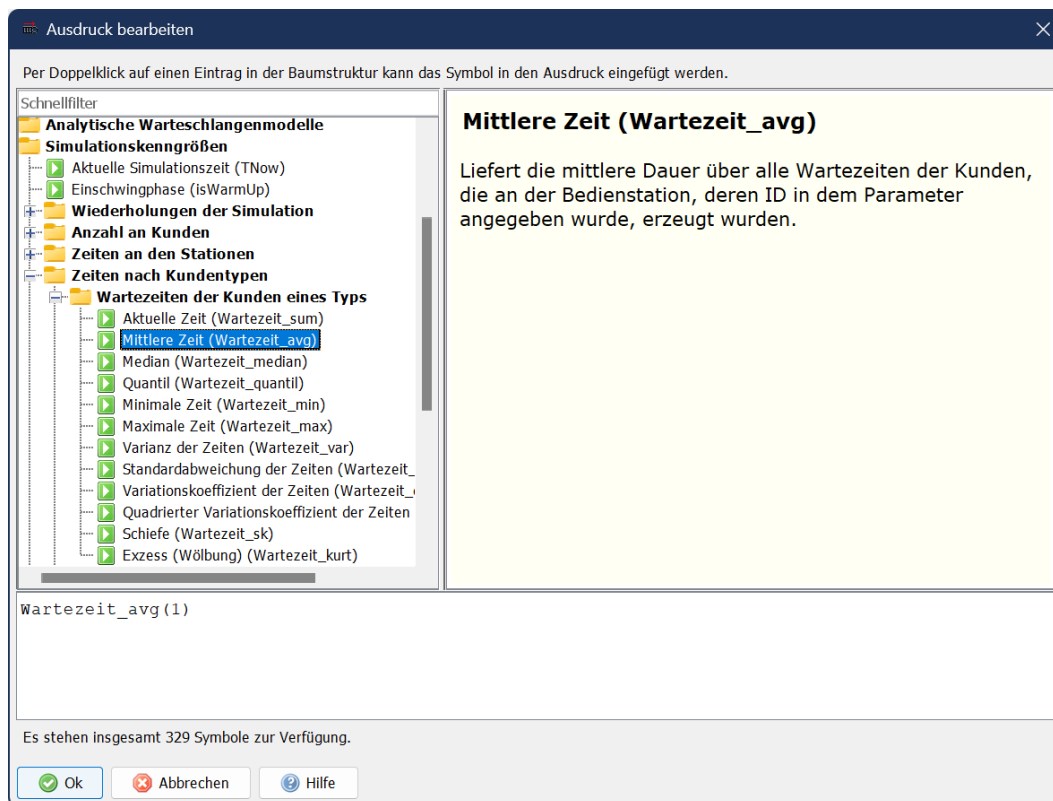 Ausdruck bearbeiten
Per Doppelklick auf einen Eintrag in der Baumstruktur kann das Symbol in den Ausdruck eingefügt werden.
Schnellfilter
Analytische Warteschlangenmodelle
Simulationskenngrößen
Aktuelle Simulationszeit (TNow)
Einschwingphase (isWarmUp)
Wiederholungen der Simulation
Anzahl an Kunden
Zeiten an den Stationen
Zeiten nach Kundentypen
Wartezeiten der Kunden eines Typs
Aktuelle Zeit (Wartezeit_sum)
Mittlere Zeit (Wartezeit_avg)
Median (Wartezeit_median)
Quantil (Wartezeit_quantil)
Minimale Zeit (Wartezeit_min)
Maximale Zeit (Wartezeit_max)
Varianz der Zeiten (Wartezeit_var)
Standardabweichung der Zeiten (Wartezeit_
Variationskoeffizient der Zeiten (Wartezeit_
Quadrierter Variationskoeffizient der Zeiten
Schiefe (Wartezeit_sk)
Exzess (Wölbung) (Wartezeit_kurt)
Mittlere Zeit (Wartezeit_avg)
Liefert die mittlere Dauer über alle Wartezeiten der Kunden,
die an der Bedienstation, deren ID in dem Parameter
angegeben wurde, erzeugt wurden.
Wartezeit_avg(1)
Es stehen insgesamt 329 Symbole zur Verfügung.
Ok
Abbrechen
Hilfe